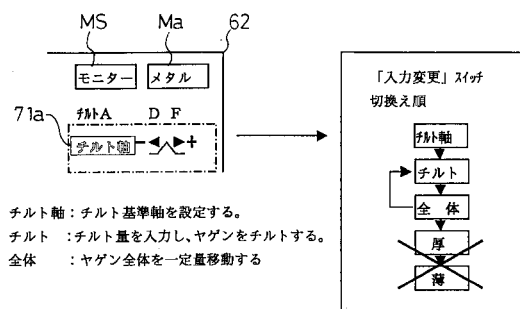 MS
Ma
62
モニター
メタル
ﾁﾙﾄA D F
71a
チルト軸 − ◀ ▶ +
チルト軸：チルト基準軸を設定する。
チルト ：チルト量を入力し、ヤゲンをチルトする。
全体 ：ヤゲン全体を一定量移動する
「入力変更」ｽｲｯﾁ
切換え順
ﾁﾙﾄ軸
チルト
全 体
厚
薄